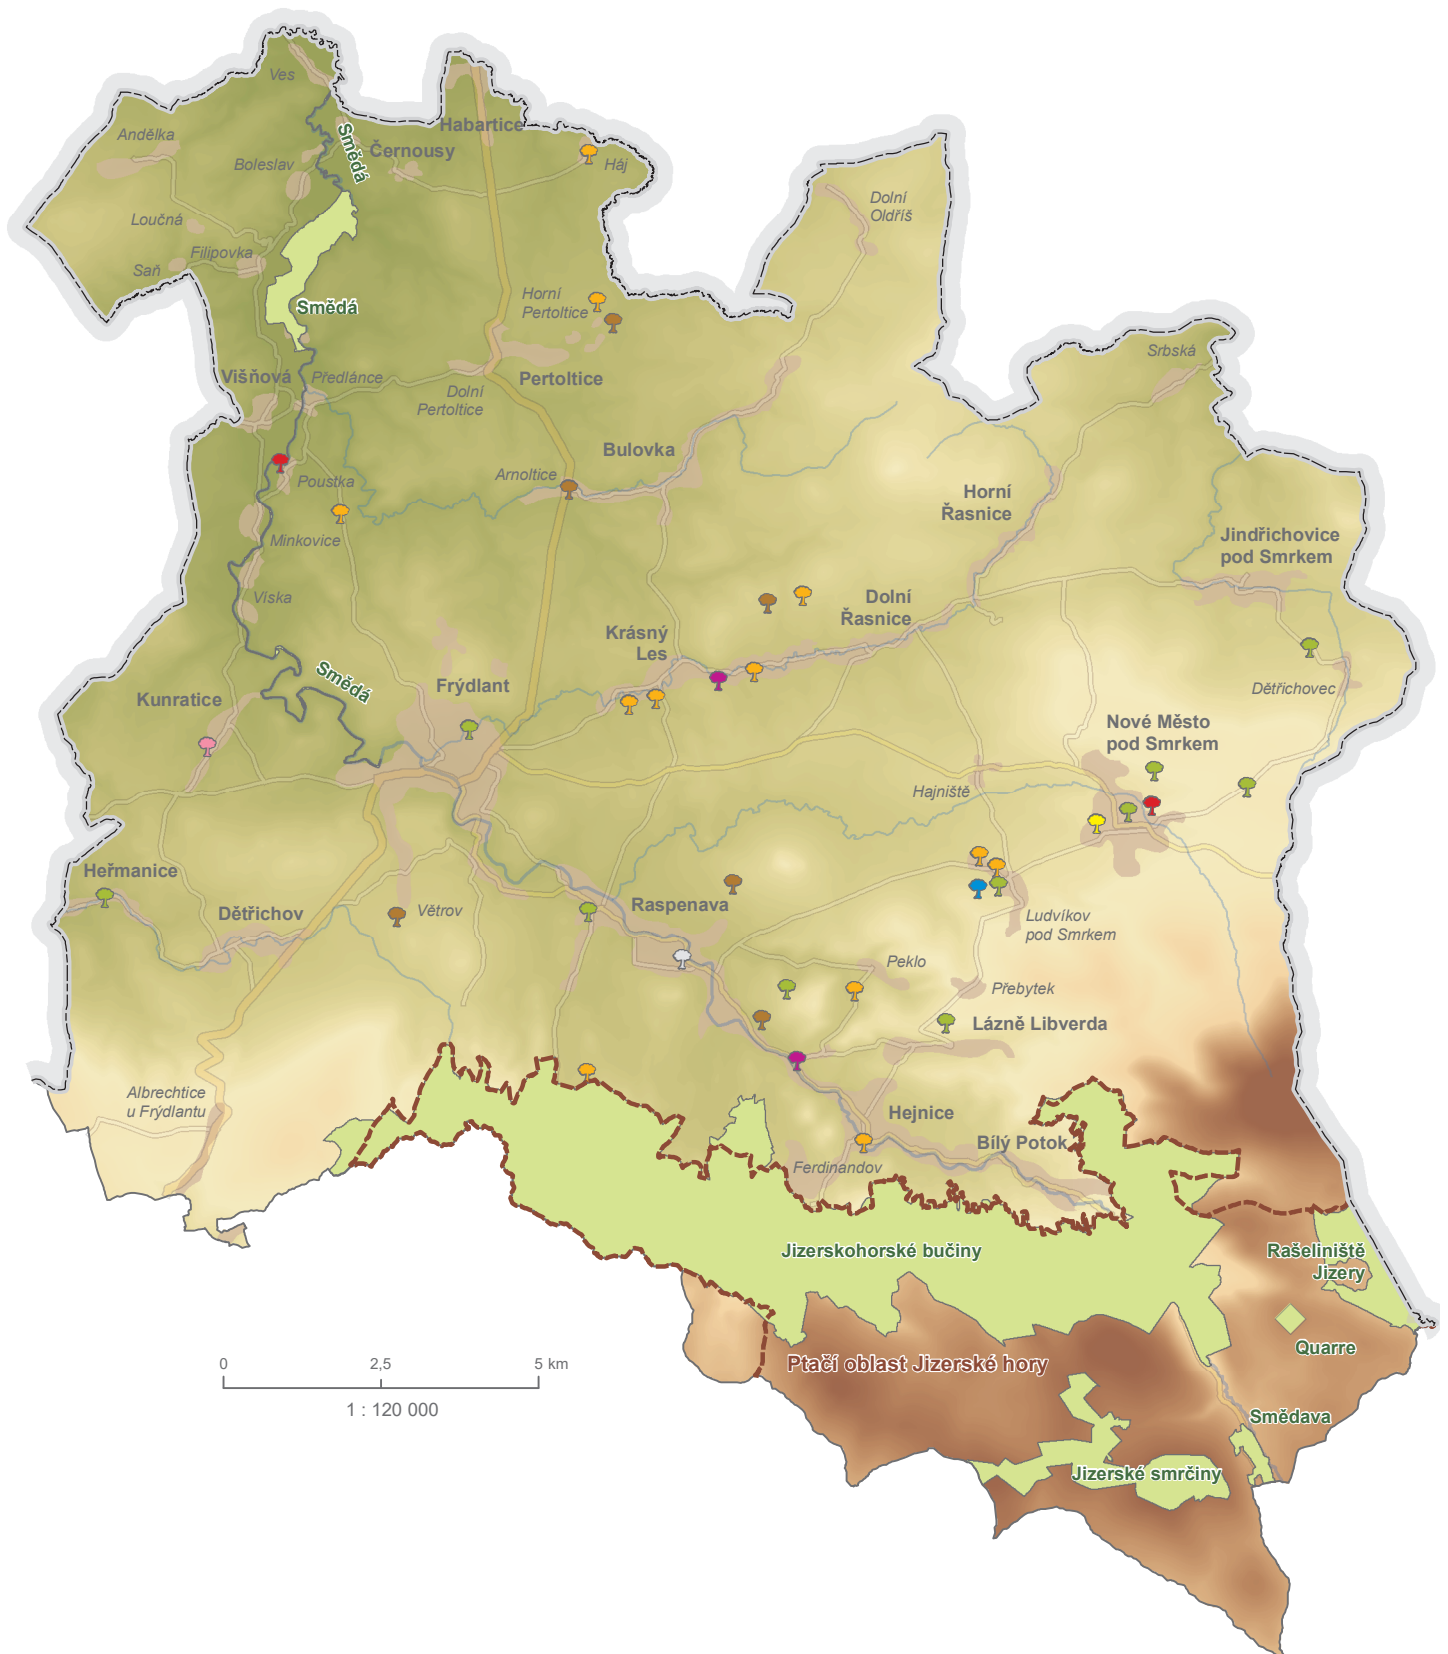 Ves
Habartice
Andělka
Smědá
Černousy
Boleslav
Háj
Dolní
Oldříš
Loučná
Filipovka
Saň
Smědá
Horní
Pertoltice
Srbská
Višňová
Předlánce
Pertoltice
Dolní
Pertoltice
Bulovka
Arnoltice
Poustka
Horní
Řasnice
Minkovice
Jindřichovice
pod Smrkem
Víska
Dolní
Řasnice
Krásný
Les
Smědá
Frýdlant
Kunratice
Dětřichovec
Nové Město
pod Smrkem
Hajniště
Heřmanice
Dětřichov
Větrov
Raspenava
Ludvíkov
pod Smrkem
Peklo
Přebytek
Lázně Libverda
Albrechtice
u Frýdlantu
Hejnice
Bílý Potok
Ferdinandov
Jizerskohorské bučiny
Rašeliniště
Jizery
Quarre
Ptačí oblast Jizerské hory
0 2,5 5 km
1 : 120 000
Smědava
Jizerské smrčiny